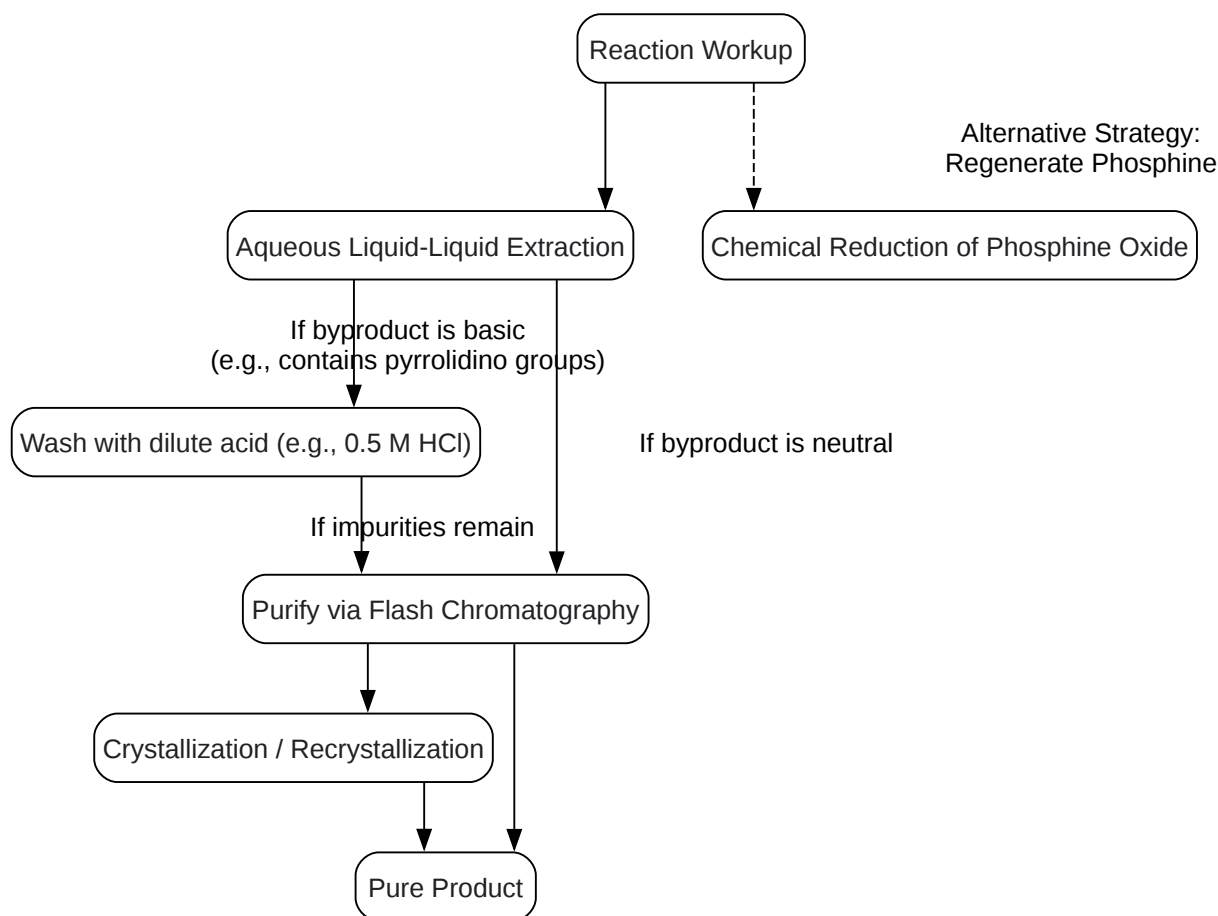 Reaction Workup
Alternative Strategy:
Regenerate Phosphine
Aqueous Liquid-Liquid Extraction
Chemical Reduction of Phosphine Oxide
If byproduct is basic
(e.g., contains pyrrolidino groups)
Wash with dilute acid (e.g., 0.5 M HCl)
If byproduct is neutral
If impurities remain
Purify via Flash Chromatography
Crystallization / Recrystallization
Pure Product